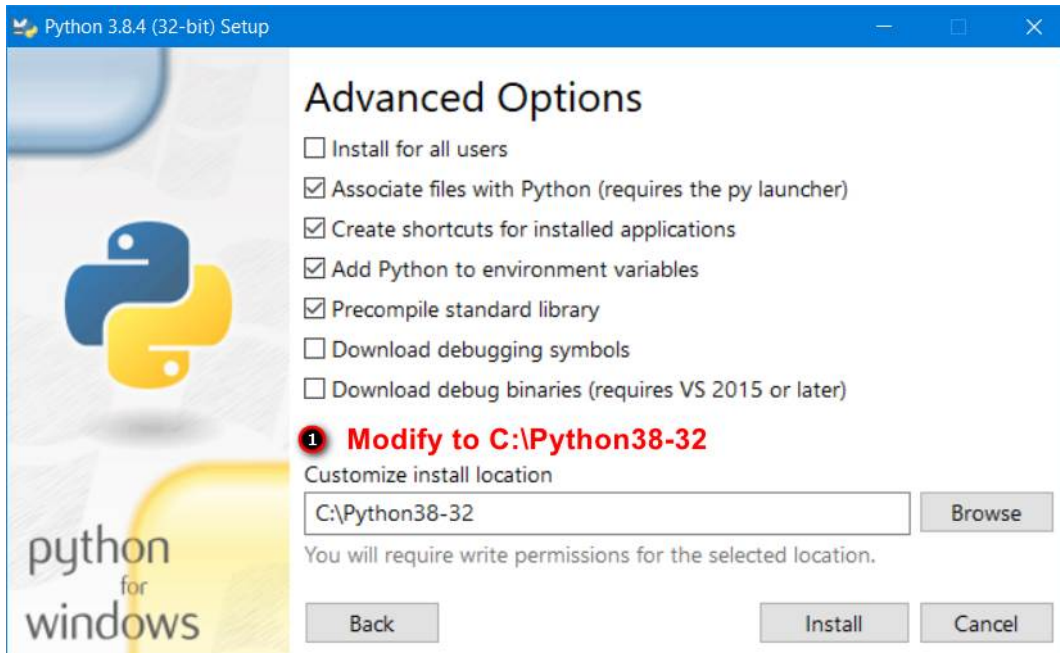 Python 3.8.4 (32-bit) Setup
Advanced Options
Install for all users
Associate files with Python (requires the py launcher)
Create shortcuts for installed applications
Add Python to environment variables
Precompile standard library
Download debugging symbols
Download debug binaries (requires VS 2015 or later)
1 Modify to C:\Python38-32
Customize install location
C:\Python38-32 Browse
You will require write permissions for the selected location.
python
for
windows
Back Install Cancel